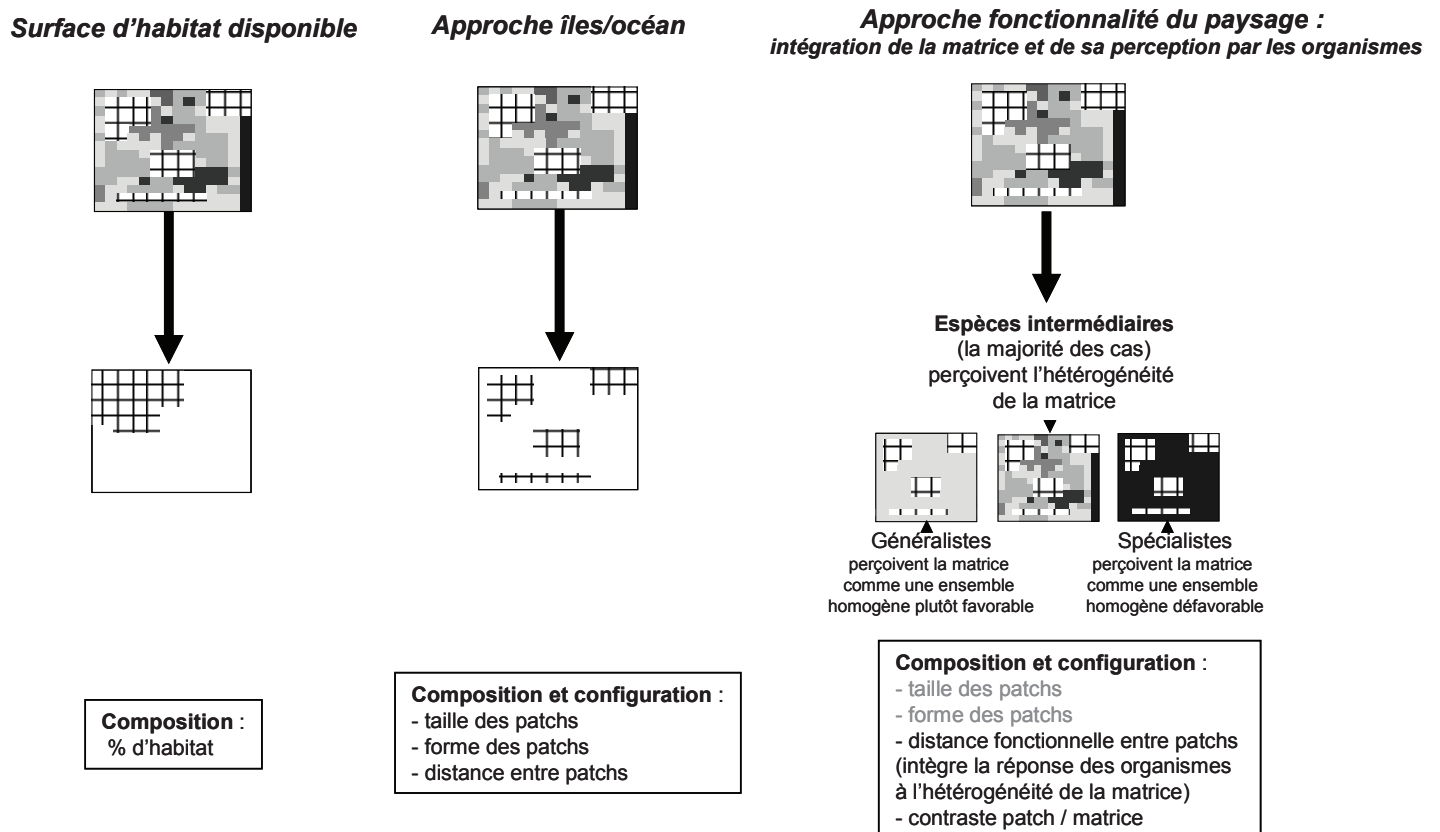 Surface d'habitat disponible
Approche îles/océan
Approche fonctionnalité du paysage :
intégration de la matrice et de sa perception par les organismes
Espèces intermédiaires
(la majorité des cas)
perçoivent l'hétérogénéité
de la matrice
Généralistes
perçoivent la matrice
comme une ensemble
homogène plutôt favorable
Spécialistes
perçoivent la matrice
comme une ensemble
homogène défavorable
Composition :
% d'habitat
Composition et configuration :
- taille des patchs
- forme des patchs
- distance entre patchs
Composition et configuration :
- taille des patchs
- forme des patchs
- distance fonctionnelle entre patchs
(intègre la réponse des organismes
à l'hétérogénéité de la matrice)
- contraste patch / matrice